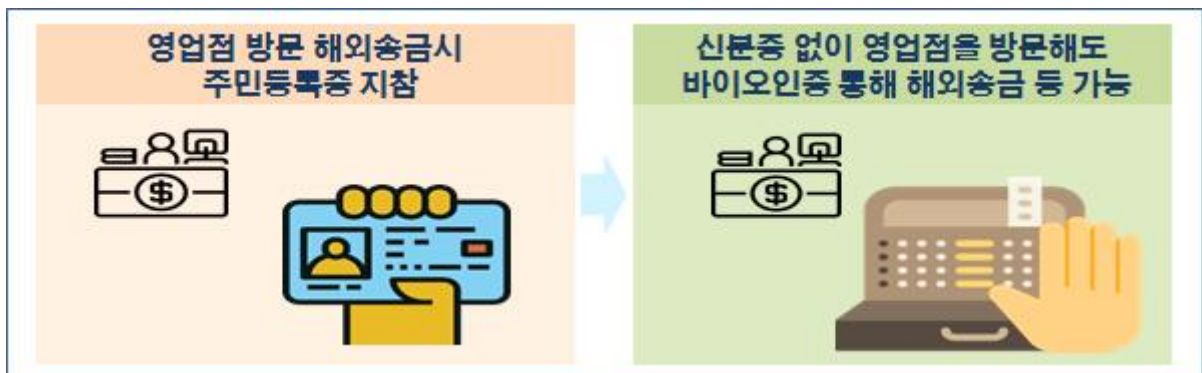 영업점 방문 해외송금시
주민등록증 지참
신분증 없이 영업점을 방문해도
바이오인증 통해 해외송금 등 가능
$
$